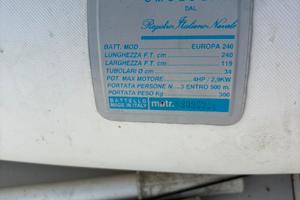 DAL
Registro Italiano Navale
BATT. MOD. EUROPA 240
LUNGHEZZA F.T. cm 240
LARGHEZZA F.T. cm 119
TUBOLARI Ø cm 34
POT. MAX MOTORE 4HP / 2,9KW
PORTATA PERSONE N ...3 ENTRO 500 m.
PORTATA PESO Kg 300
BATTELLO
MADE IN ITALY matr.